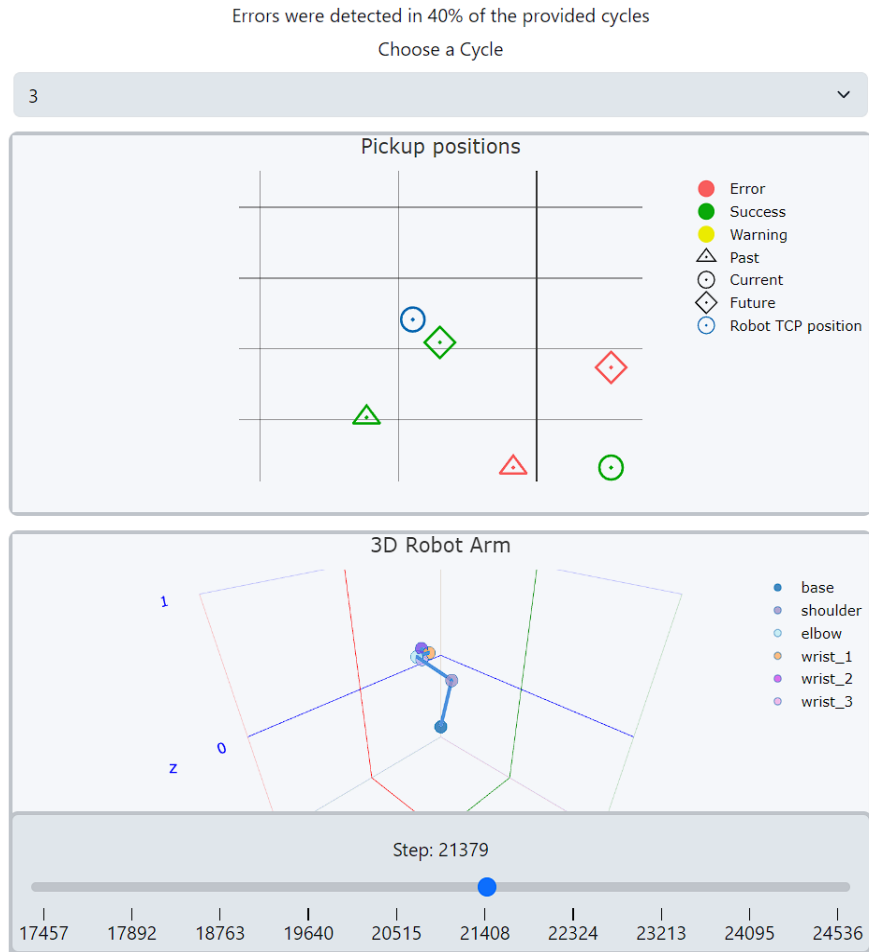 Errors were detected in 40% of the provided cycles
Choose a Cycle
3
Pickup positions
Error
Success
Warning
Past
Current
Future
Robot TCP position
3D Robot Arm
1
0
z
base
shoulder
elbow
wrist_1
wrist_2
wrist_3
Step: 21379
17457 17892 18763 19640 20515 21408 22324 23213 24095 24536